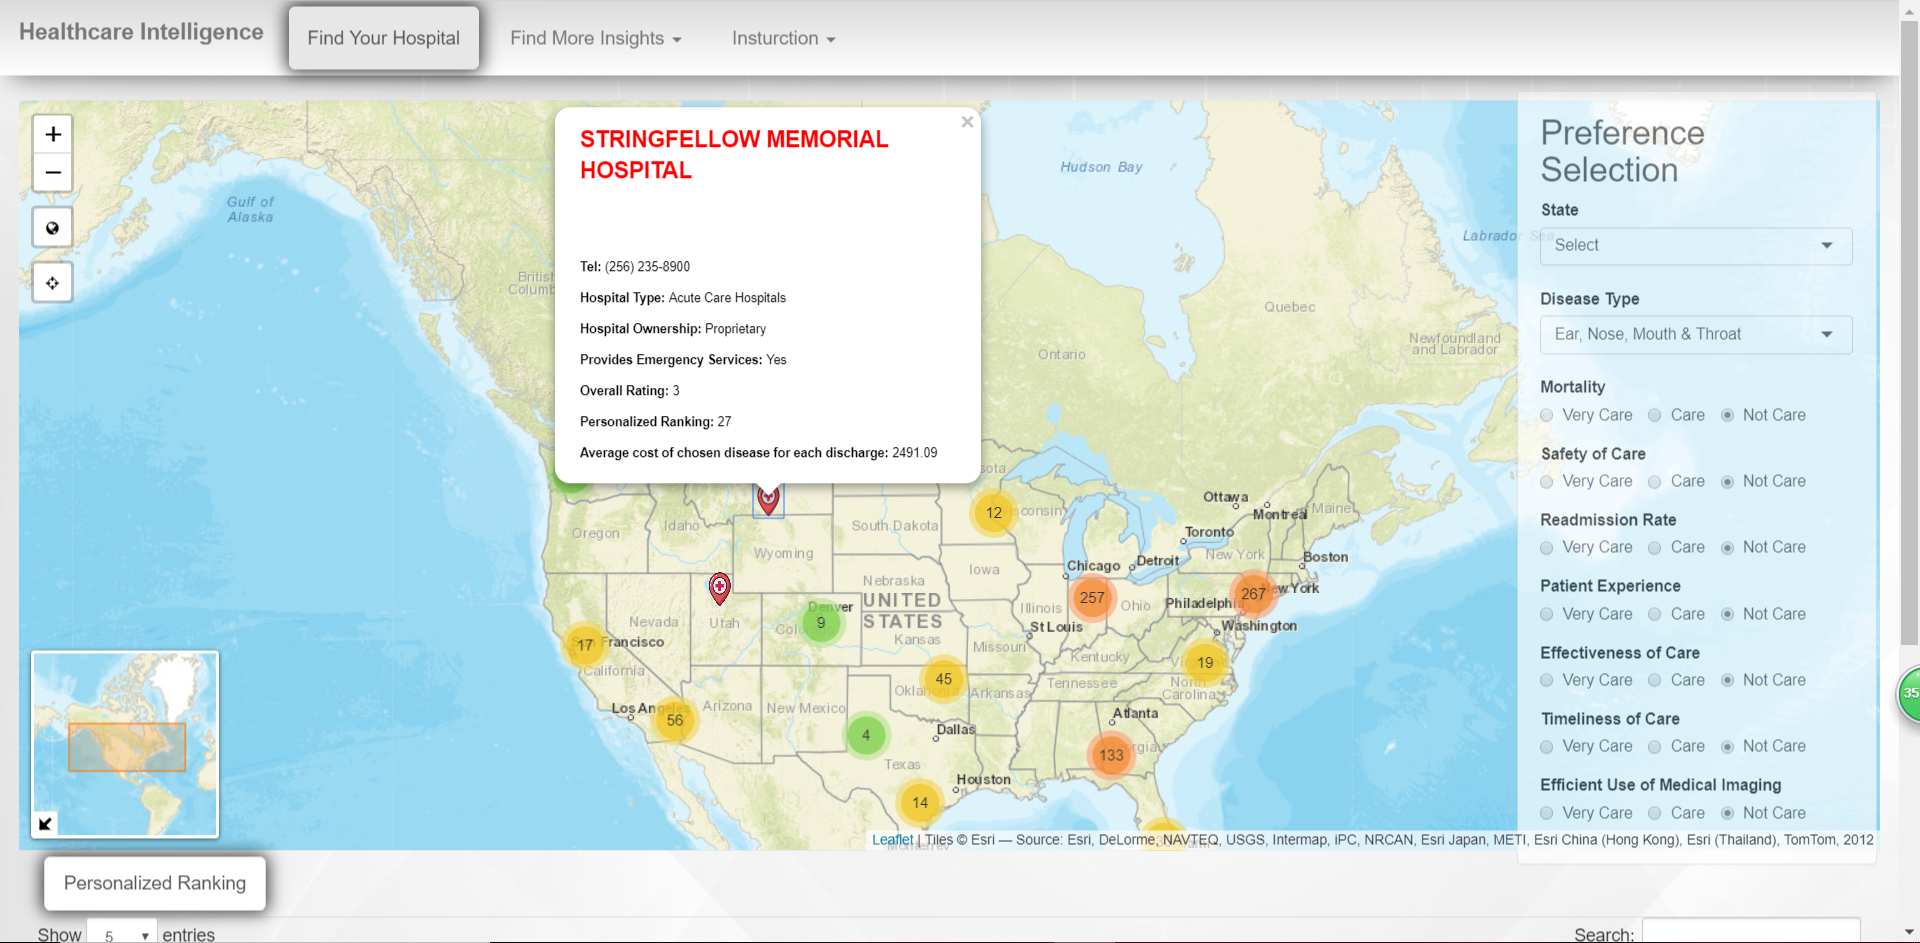 Healthcare Intelligence
Find Your Hospital
Find More Insights
Insturction
+
−
STRINGFELLOW MEMORIAL
HOSPITAL
×
Tel: (256) 235-8900
Hospital Type: Acute Care Hospitals
Hospital Ownership: Proprietary
Provides Emergency Services: Yes
Overall Rating: 3
Personalized Ranking: 27
Average cost of chosen disease for each discharge: 2491.09
Gulf of
Alaska
British
Hudson Bay
Labrador Sea
Quebec
Newfoundland
and Labrador
Ontario
Ottawa
Montreal
Maine
Toronto
Oregon
Idaho
South Dakota
12
Wyoming
New York
Boston
Chicago
Detroit
Iowa
Nebraska
UNITED
STATES
257
267
New York
Illinois
Ohio
Philadelphia
Denver
9
Nevada
Utah
Kansas
St Louis
Washington
17
San Francisco
California
Missouri
Kentucky
19
45
Oklahoma
Arkansas
Tennessee
North
Carolina
Los Angeles
56
Arizona
New Mexico
4
Dallas
Atlanta
133
Georgia
Texas
Houston
14
Monterrey
Preference
Selection
State
Select
Disease Type
Ear, Nose, Mouth & Throat
Mortality
Very Care Care Not Care
Safety of Care
Very Care Care Not Care
Readmission Rate
Very Care Care Not Care
Patient Experience
Very Care Care Not Care
Effectiveness of Care
Very Care Care Not Care
Timeliness of Care
Very Care Care Not Care
Efficient Use of Medical Imaging
Very Care Care Not Care
35
Leaflet | Tiles © Esri — Source: Esri, DeLorme, NAVTEQ, USGS, Intermap, iPC, NRCAN, Esri Japan, METI, Esri China (Hong Kong), Esri (Thailand), TomTom, 2012
Personalized Ranking
Show 5 entries
Search: